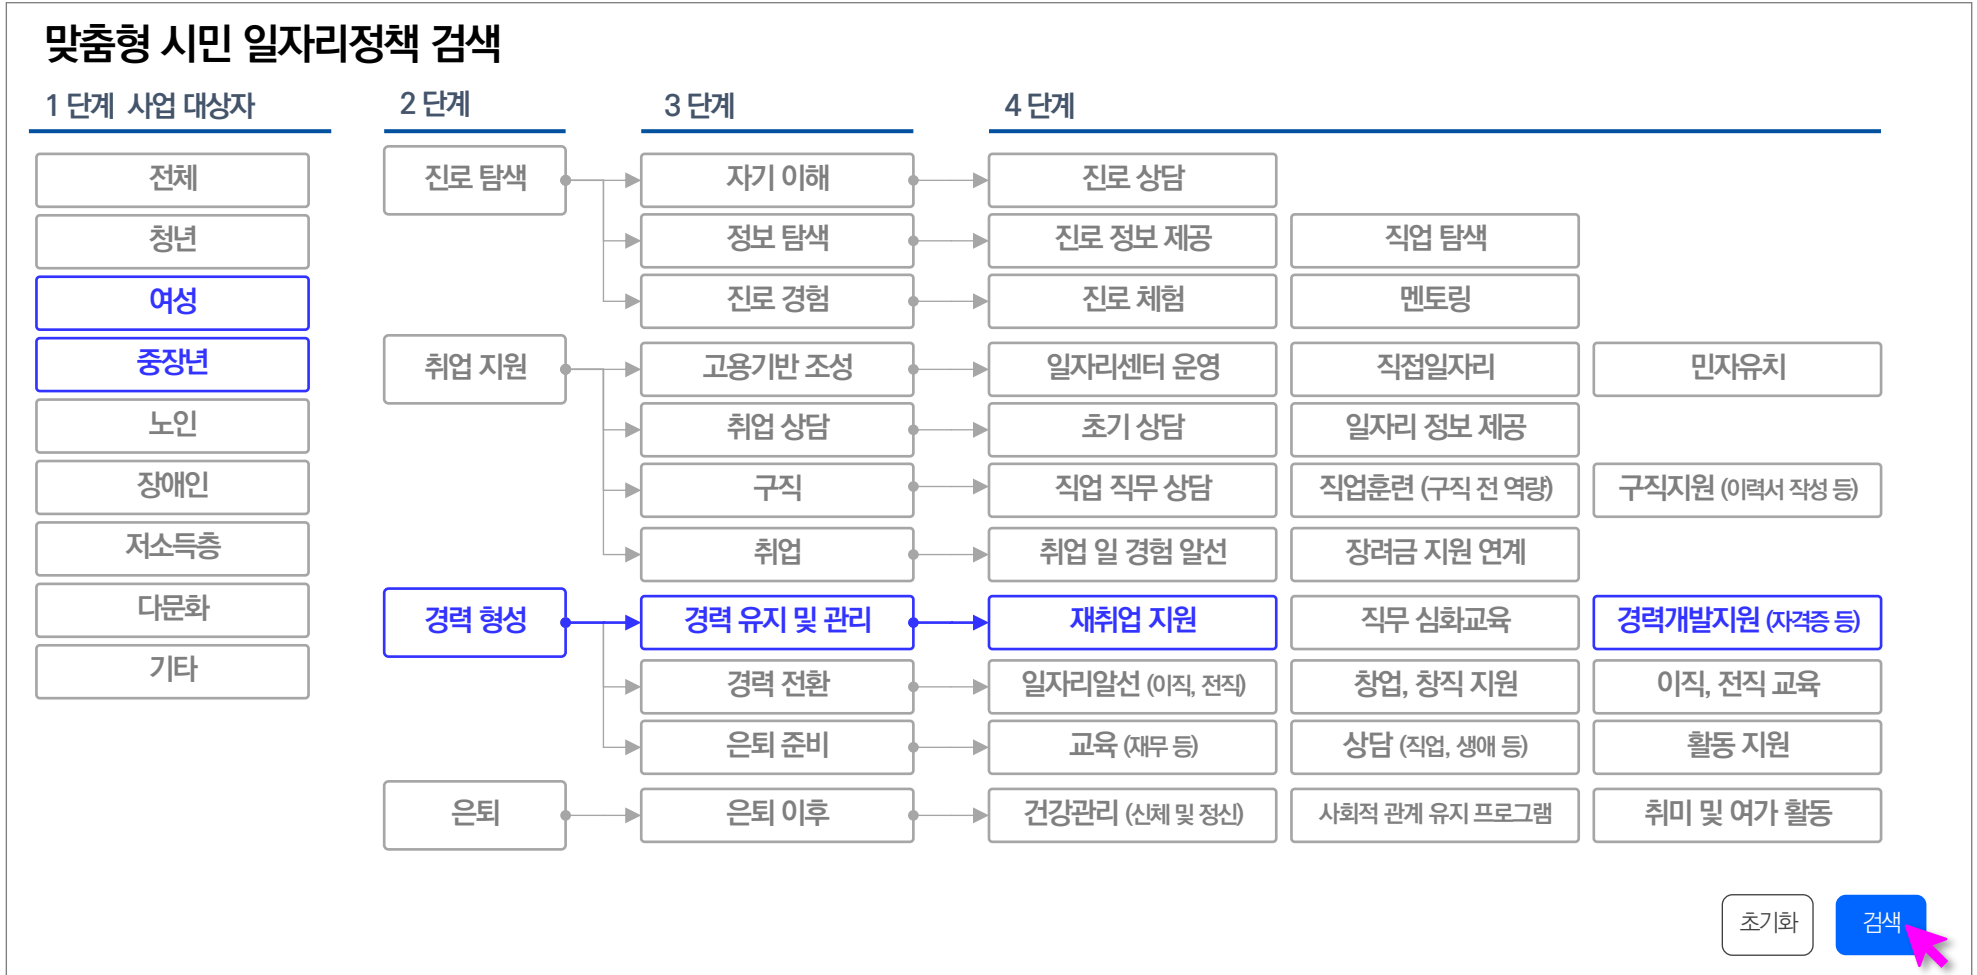 맞춤형 시민 일자리정책 검색
1 단계 사업 대상자
2 단계
3 단계
4 단계
전체
청년
여성
중장년
노인
장애인
저소득층
다문화
기타
진로 탐색
자기 이해
진로 상담
정보 탐색
진로 정보 제공
직업 탐색
진로 경험
진로 체험
멘토링
취업 지원
고용기반 조성
일자리센터 운영
직접일자리
민자유치
취업 상담
초기 상담
일자리 정보 제공
구직
직업 직무 상담
직업훈련 (구직 전 역량)
구직지원 (이력서 작성 등)
취업
취업 일 경험 알선
장려금 지원 연계
경력 형성
경력 유지 및 관리
재취업 지원
직무 심화교육
경력개발지원 (자격증 등)
경력 전환
일자리알선 (이직, 전직)
창업, 창직 지원
이직, 전직 교육
은퇴 준비
교육 (재무 등)
상담 (직업, 생애 등)
활동 지원
은퇴
은퇴 이후
건강관리 (신체 및 정신)
사회적 관계 유지 프로그램
취미 및 여가 활동
초기화
검색